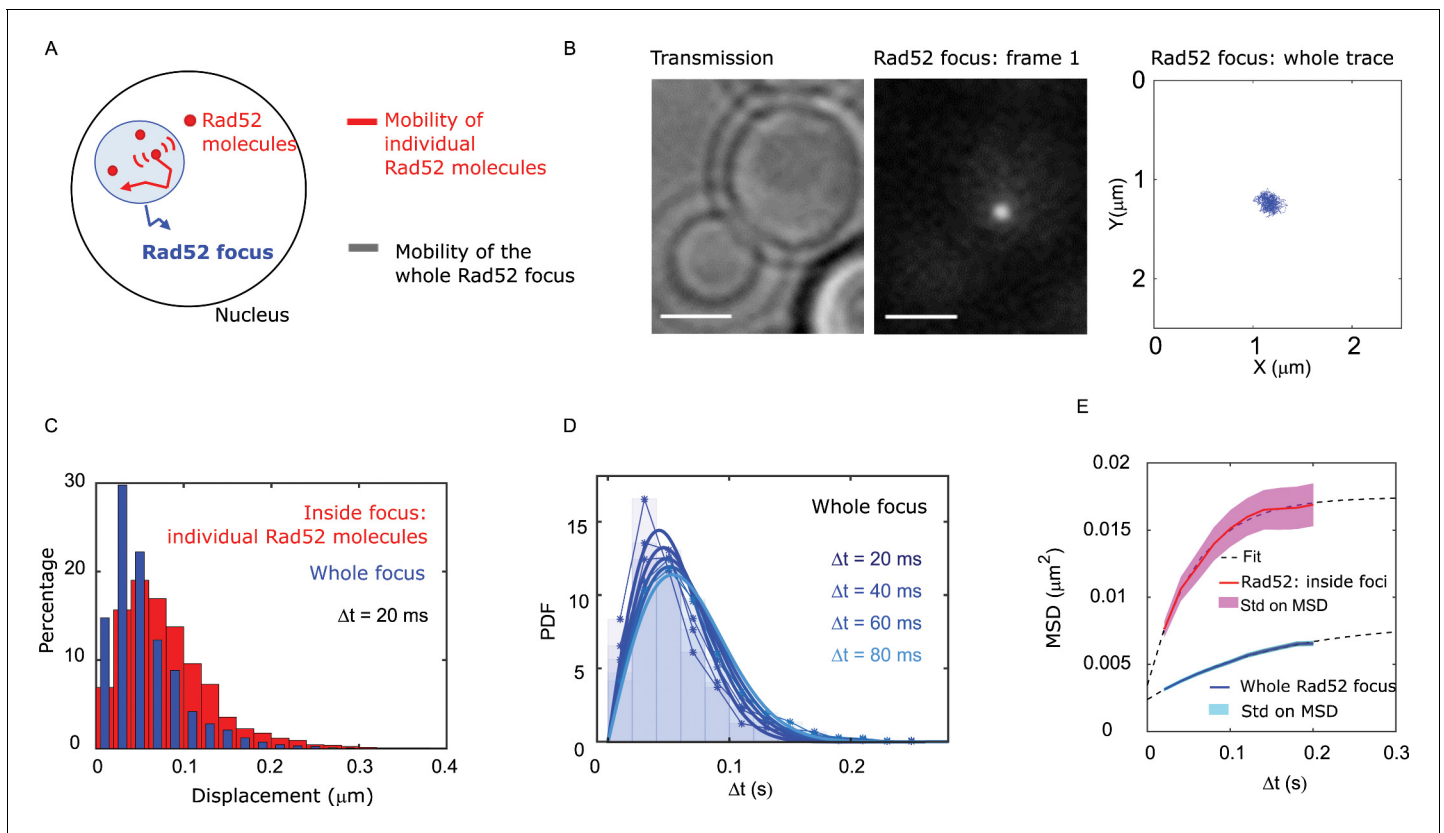 A
Rad52
molecules
Rad52 focus
Nucleus
Mobility of
individual
Rad52 molecules
Mobility of the
whole Rad52 focus
B
Transmission
Rad52 focus: frame 1
Rad52 focus: whole trace
0
1
2
Y(μm)
0
1
2
X (μm)
C
30
20
10
0
Percentage
Inside focus:
individual Rad52 molecules
Whole focus
Δt = 20 ms
0
0.1
0.2
0.3
0.4
Displacement (μm)
D
15
10
5
0
PDF
Whole focus
Δt = 20 ms
Δt = 40 ms
Δt = 60 ms
Δt = 80 ms
0
0.1
0.2
Δt (s)
E
0.02
0.015
0.01
0.005
0
MSD (μm²)
Fit
Rad52: inside foci
Std on MSD
Whole Rad52 focus
Std on MSD
0
0.1
0.2
0.3
Δt (s)